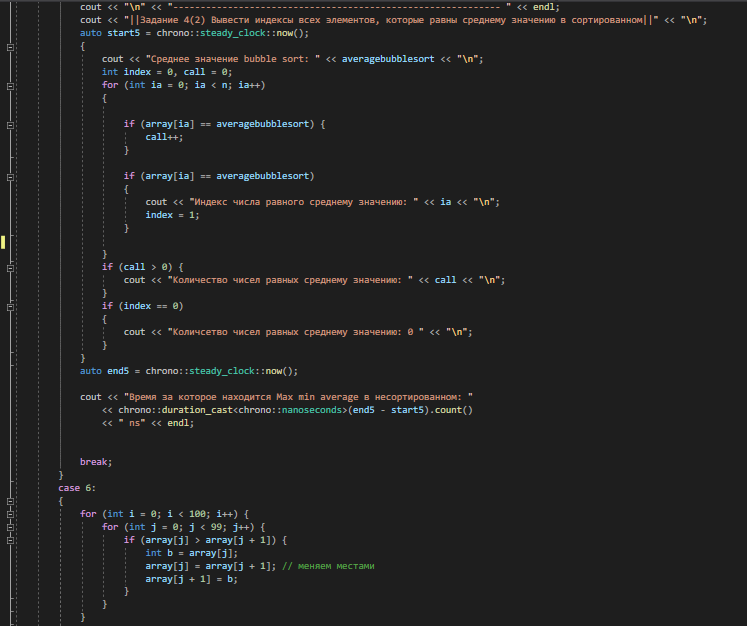 cout << "\n" << "------------------------------------------------------------ " << endl;
cout << "||Задание 4(2) Вывести индексы всех элементов, которые равны среднему значению в сортированном||" << "\n";
auto start5 = chrono::steady_clock::now();
{
cout << "Среднее значение bubble sort: " << averagebubblesort << "\n";
int index = 0, call = 0;
for (int ia = 0; ia < n; ia++)
{
if (array[ia] == averagebubblesort) {
call++;
}
if (array[ia] == averagebubblesort)
{
cout << "Индекс числа равного среднему значению: " << ia << "\n";
index = 1;
}
}
if (call > 0) {
cout << "Количество чисел равных среднему значению: " << call << "\n";
}
if (index == 0)
{
cout << "Количсетво чисел равных среднему значению: 0 " << "\n";
}
}
auto end5 = chrono::steady_clock::now();
cout << "Время за которое находится Max min average в несортированном: "
<< chrono::duration_cast<chrono::nanoseconds>(end5 - start5).count()
<< " ns" << endl;
break;
}
case 6:
{
for (int i = 0; i < 100; i++) {
for (int j = 0; j < 99; j++) {
if (array[j] > array[j + 1]) {
int b = array[j];
array[j] = array[j + 1]; // меняем местами
array[j + 1] = b;
}
}
}